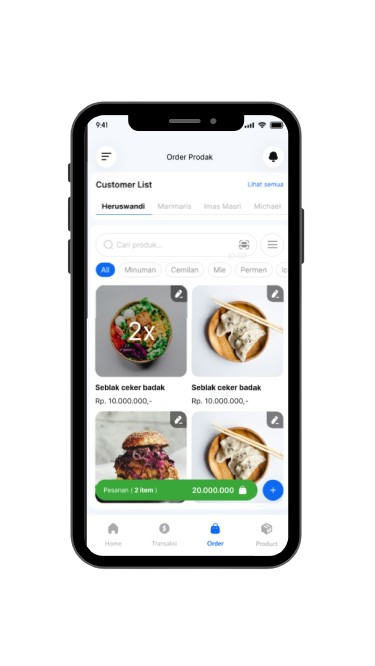 9:41
Order Prodak
Customer List
Lihat semua
Heruswandi Marimaris Imas Masri Michael
Cari produk...
All Minuman Cemilan Mie Permen
2x
Seblak ceker badak Seblak ceker badak
Rp. 10.000.000,- Rp. 10.000.000,-
Pesanan ( 2 item ) 20.000.000 +
Home Transaksi Order Product